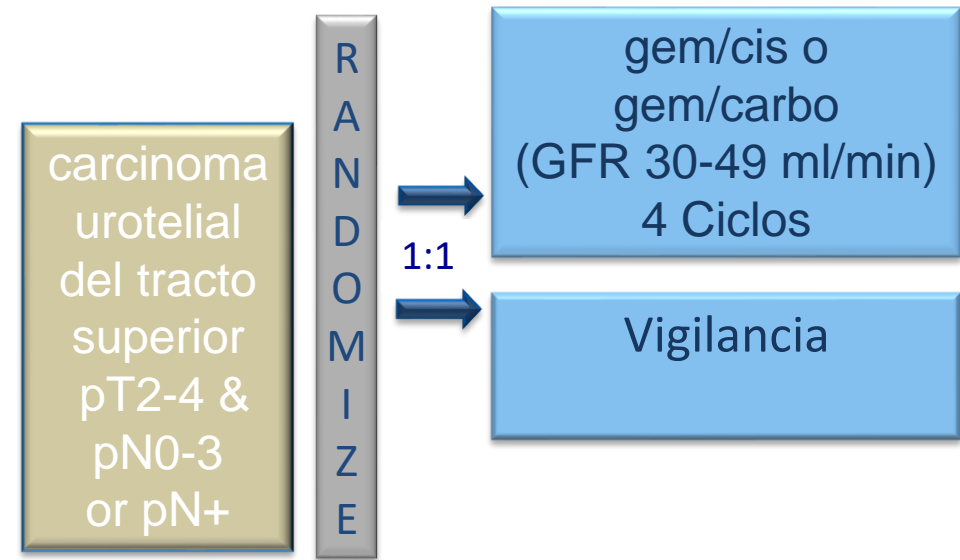 carcinoma
urotelial
del tracto
superior
pT2-4 &
pN0-3
or pN+
R
A
N
D
O
M
I
Z
E
1:1
gem/cis o
gem/carbo
(GFR 30-49 ml/min)
4 Ciclos
Vigilancia